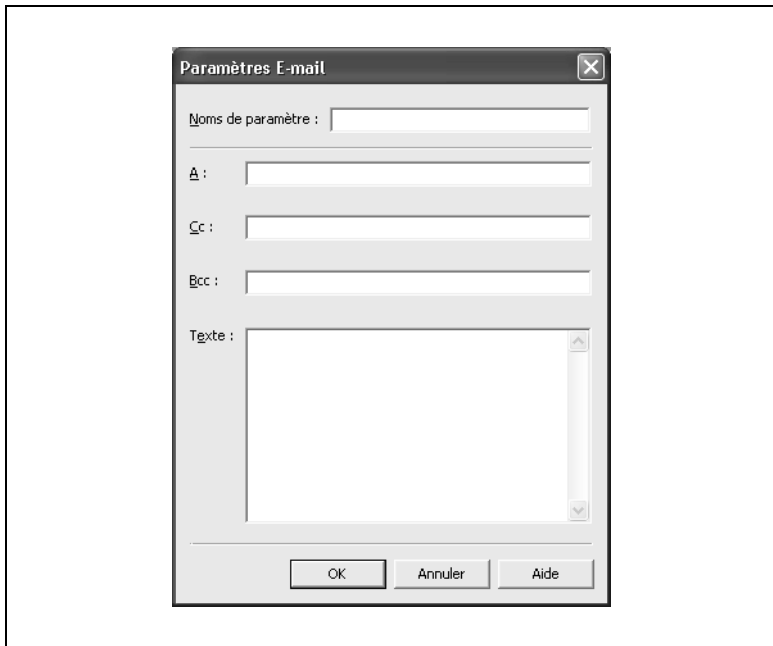 Paramètres E-mail
Noms de paramètre :
A :
Cc :
Bcc :
Texte :
OK Annuler Aide